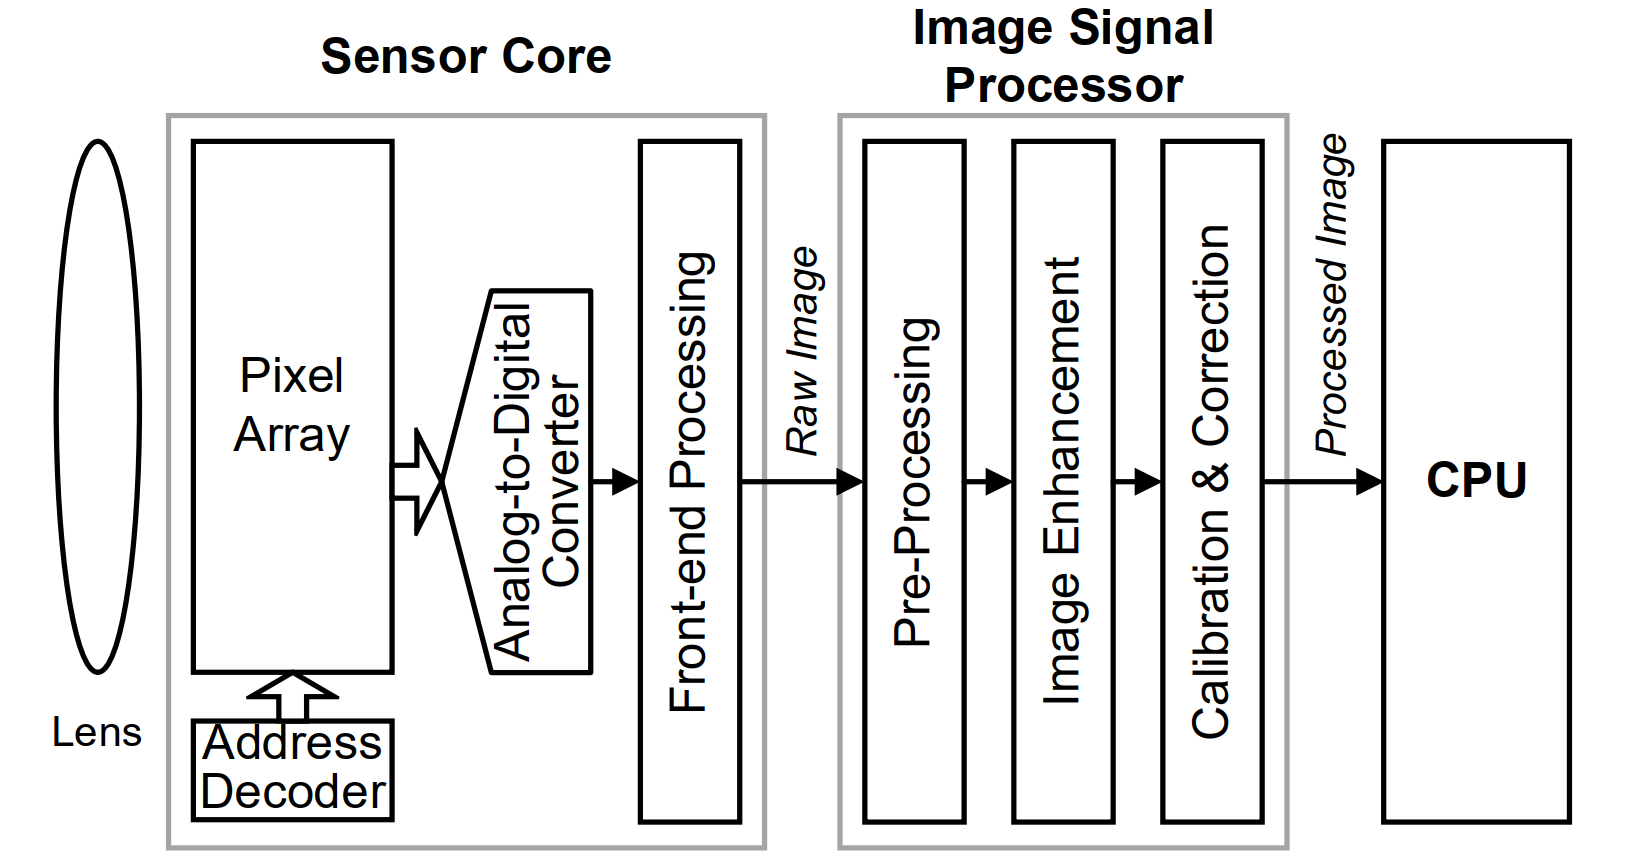 Sensor Core
Image Signal
Processor
Lens
Pixel
Array
Address
Decoder
Analog-to-Digital
Converter
Front-end Processing
Raw Image
Pre-Processing
Image Enhancement
Calibration & Correction
Processed Image
CPU